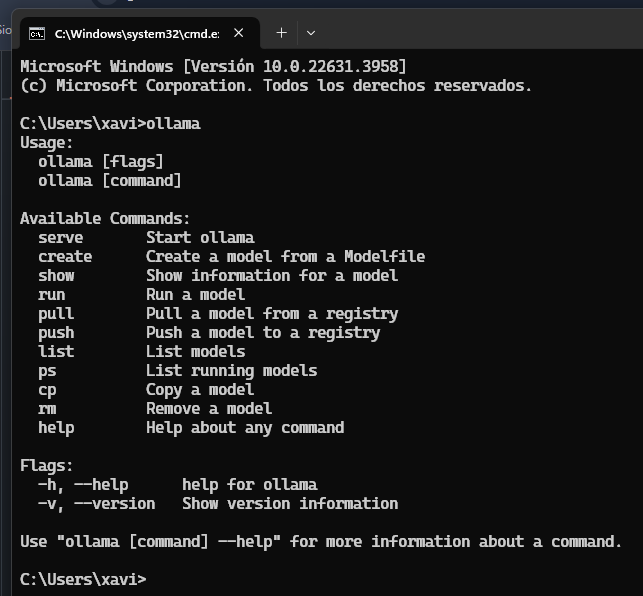 C:\Windows\system32\cmd.e:
Microsoft Windows [Versión 10.0.22631.3958]
(c) Microsoft Corporation. Todos los derechos reservados.
C:\Users\xavi>ollama
Usage:
  ollama [flags]
  ollama [command]
Available Commands:
  serve       Start ollama
  create      Create a model from a Modelfile
  show        Show information for a model
  run         Run a model
  pull        Pull a model from a registry
  push        Push a model to a registry
  list        List models
  ps          List running models
  cp          Copy a model
  rm          Remove a model
  help        Help about any command
Flags:
  -h, --help      help for ollama
  -v, --version   Show version information
Use "ollama [command] --help" for more information about a command.
C:\Users\xavi>